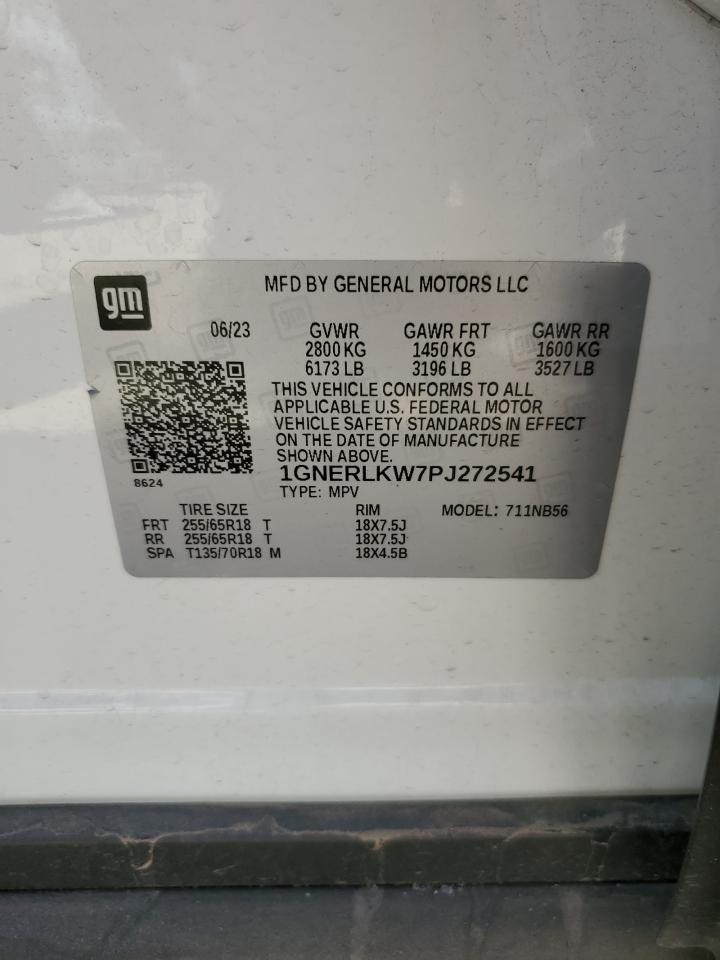 gm
MFD BY GENERAL MOTORS LLC
06/23 GVWR GAWR FRT GAWR RR
2800 KG 1450 KG 1600 KG
6173 LB 3196 LB 3527 LB
THIS VEHICLE CONFORMS TO ALL
APPLICABLE U.S. FEDERAL MOTOR
VEHICLE SAFETY STANDARDS IN EFFECT
ON THE DATE OF MANUFACTURE
SHOWN ABOVE.
1GNERLKW7PJ272541
8624
TYPE: MPV
TIRE SIZE RIM MODEL: 711NB56
FRT 255/65R18 T 18X7.5J
RR 255/65R18 T 18X7.5J
SPA T135/70R18 M 18X4.5B